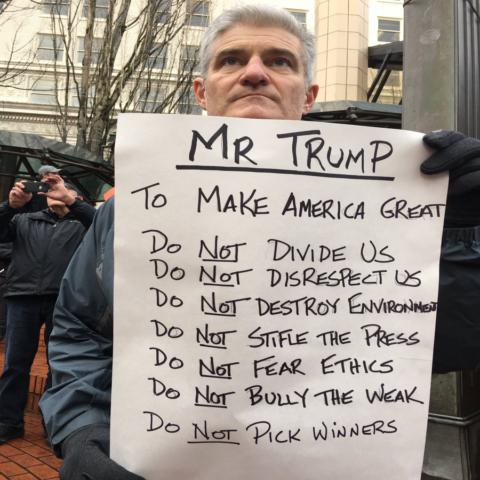 MR TRUMP
TO MAKE AMERICA GREAT
DO NOT DIVIDE US
DO NOT DISRESPECT US
DO NOT DESTROY ENVIRONMENT
DO NOT STIFLE THE PRESS
DO NOT FEAR ETHICS
DO NOT BULLY THE WEAK
DO NOT PICK WINNERS